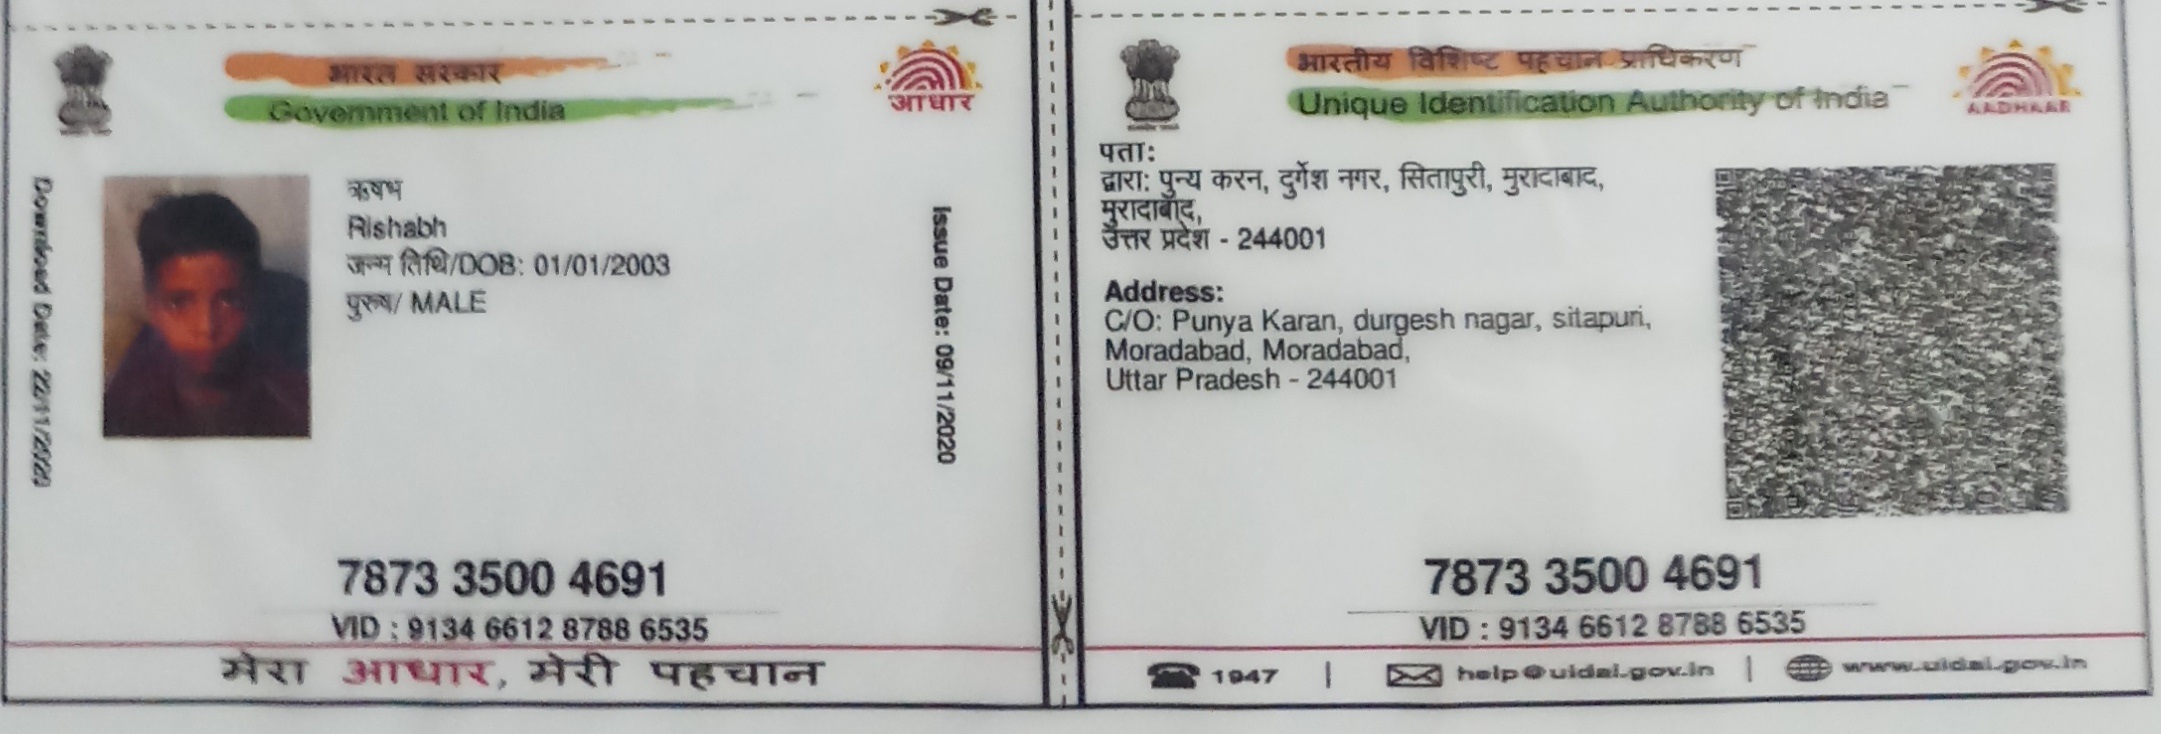 भारत सरकार
Government of India
आधार
Download Date: 22/11/2020
ऋषभ
Rishabh
जन्म तिथि/DOB: 01/01/2003
पुरुष/ MALE
Issue Date: 09/11/2020
7873 3500 4691
VID : 9134 6612 8788 6535
मेरा आधार, मेरी पहचान
भारतीय विशिष्ट पहचान प्राधिकरण
Unique Identification Authority of India
AADHAAR
पता:
द्वारा: पुन्य करन, दुर्गेश नगर, सितापुरी, मुरादाबाद,
मुरादाबाद,
उत्तर प्रदेश - 244001
Address:
C/O: Punya Karan, durgesh nagar, sitapuri,
Moradabad, Moradabad,
Uttar Pradesh - 244001
7873 3500 4691
VID : 9134 6612 8788 6535
1947 | help@uidai.gov.in | www.uidai.gov.in